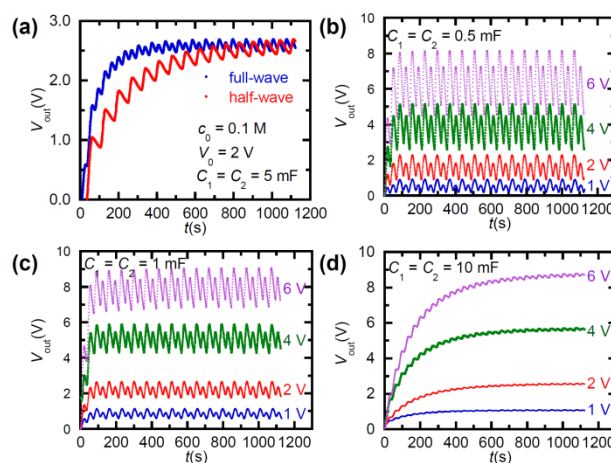 (a)
3.0
2.0
1.0
0.0
V_out(V)
full-wave
half-wave
c_0 = 0.1 M
V_0 = 2 V
C_1 = C_2 = 5 mF
0 200 400 600 800 1000 1200
t(s)
(b)
10
8
6
4
2
0
V_out(V)
C_1 = C_2 = 0.5 mF
6 V
4 V
2 V
1 V
0 200 400 600 800 1000 1200
t(s)
(c)
10
8
6
4
2
0
V_out(V)
C_1 = C_2 = 1 mF
6 V
4 V
2 V
1 V
0 200 400 600 800 1000 1200
t(s)
(d)
10
8
6
4
2
0
V_out(V)
C_1 = C_2 = 10 mF
6 V
4 V
2 V
1 V
0 200 400 600 800 1000 1200
t(s)